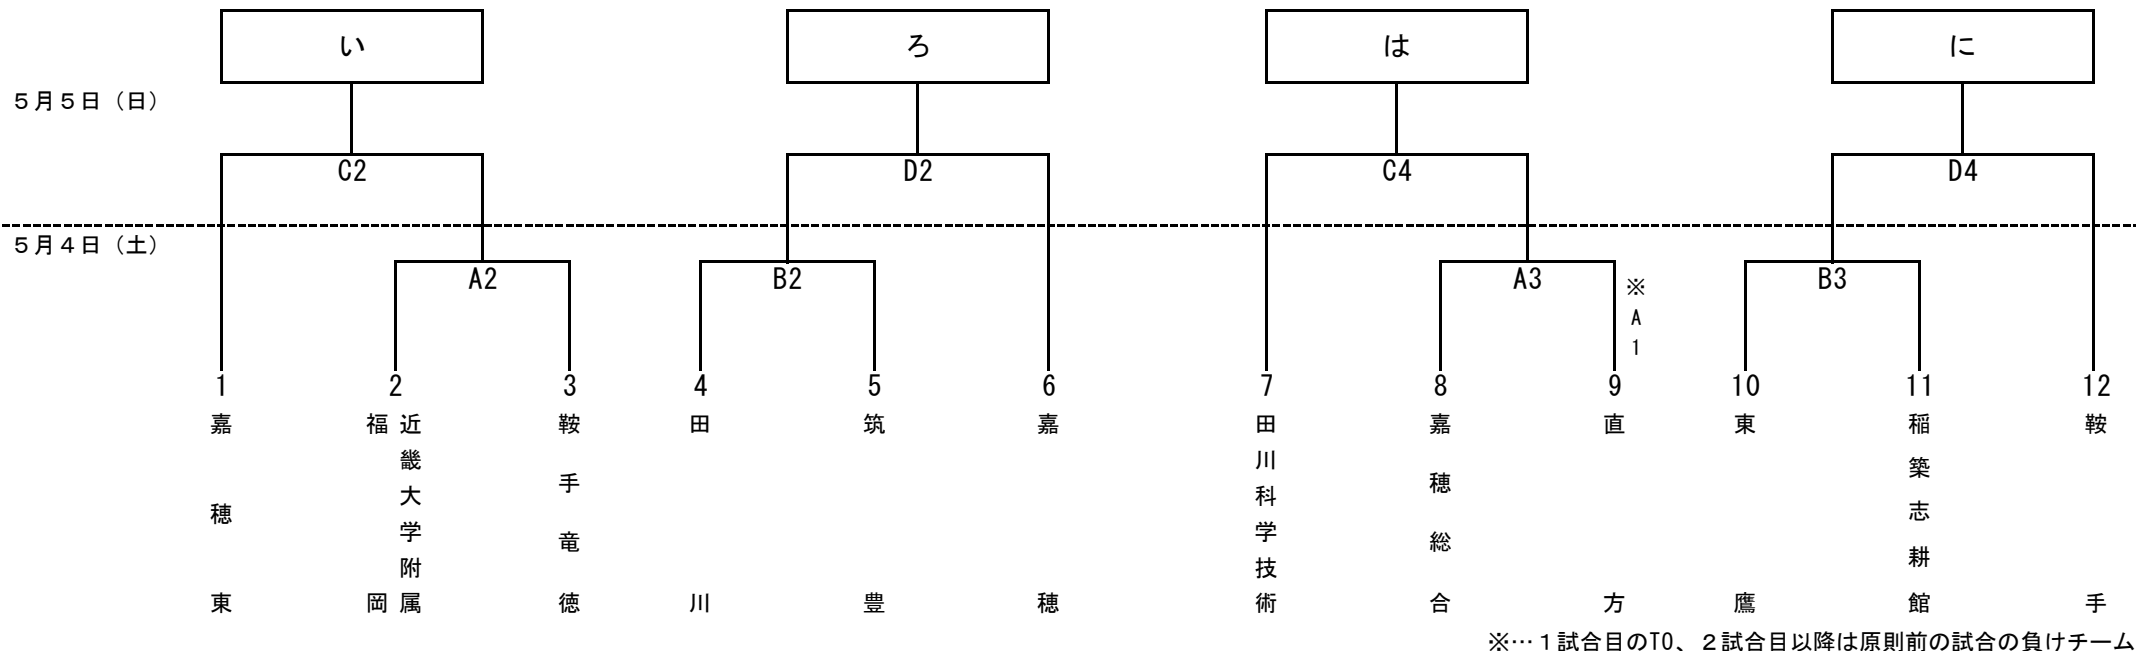 い
ろ
は
に
５月５日（日）
C2
D2
C4
D4
５月４日（土）
A2
B2
A3
※A1
B3
1
2
3
4
5
6
7
8
9
10
11
12
嘉穂東
近畿大学附属
福岡
鞍手竜徳
田川
筑豊
嘉穂
田川科学技術
嘉穂総合
直方
東鷹
稲築志耕館
鞍手
※…１試合目のTO、２試合目以降は原則前の試合の負けチーム